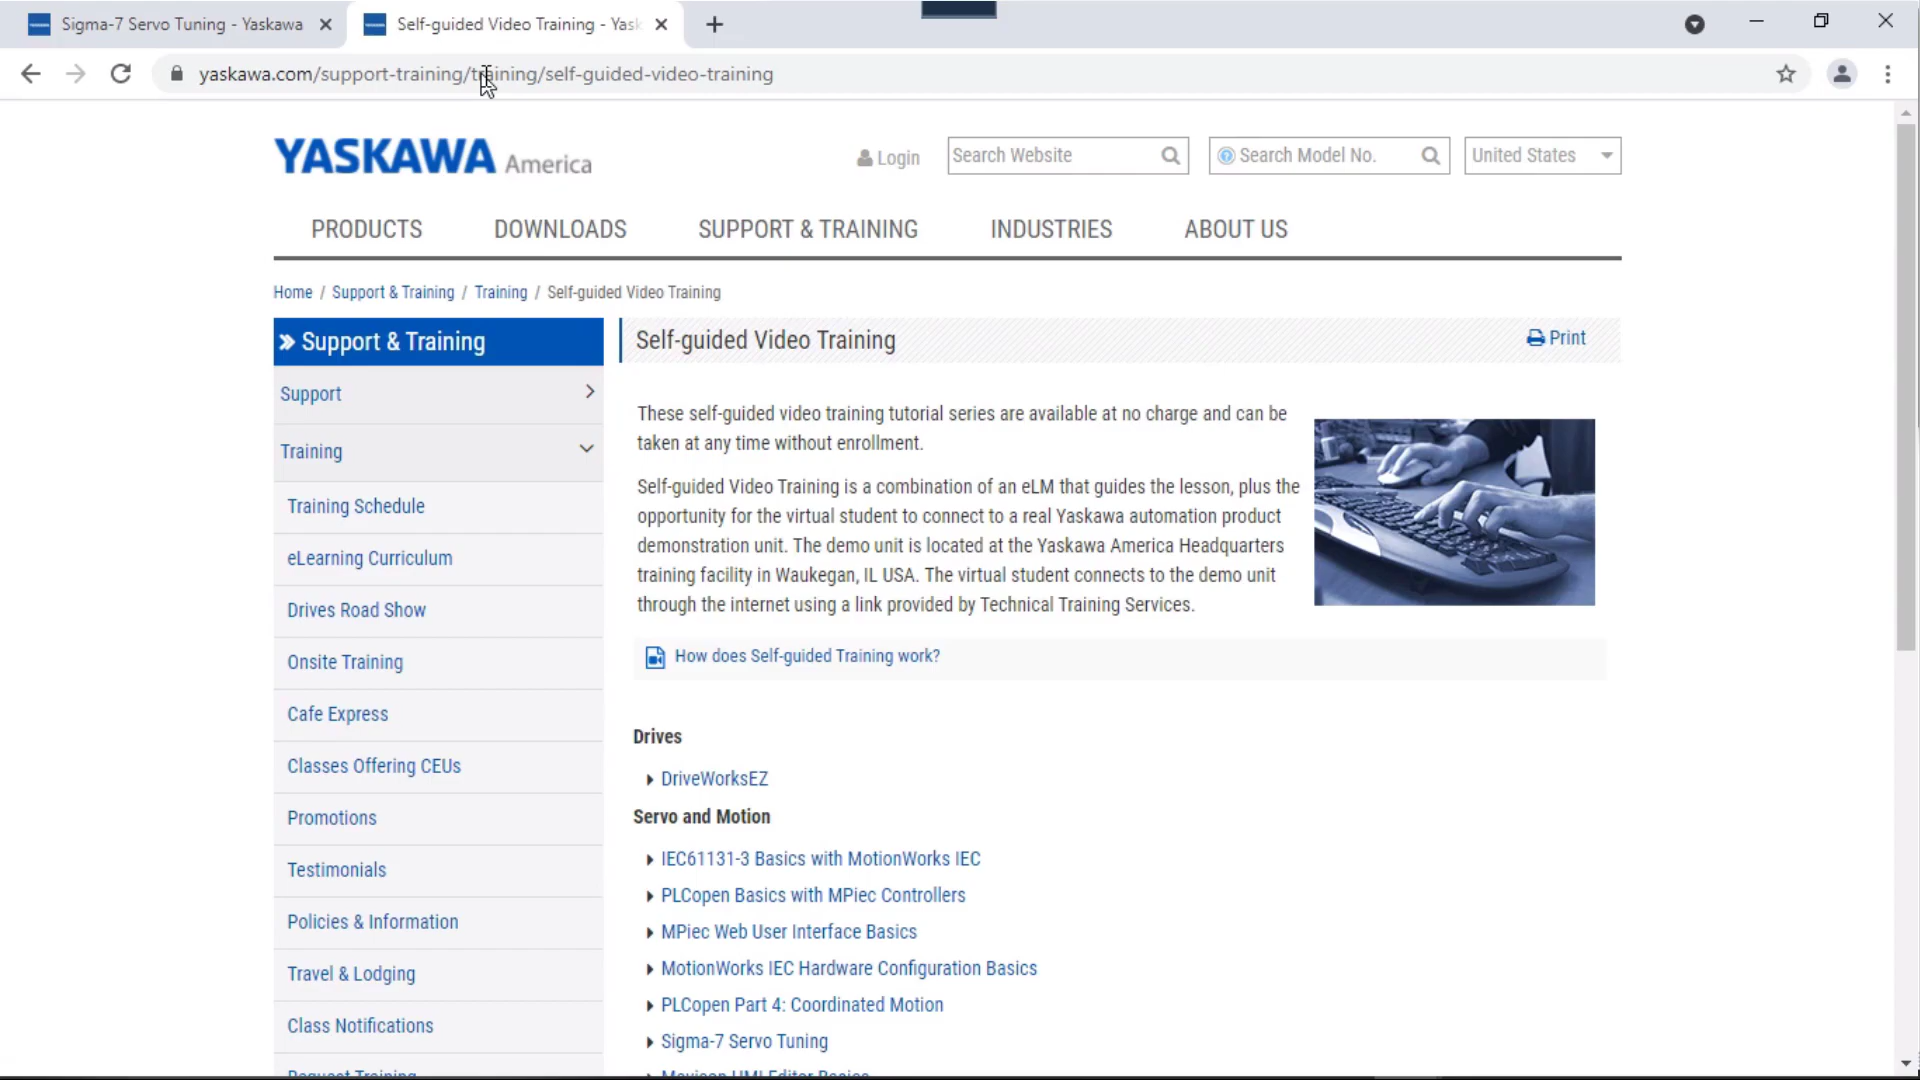 Sigma-7 Servo Tuning - Yaskawa
Self-guided Video Training - Yask
yaskawa.com/support-training/training/self-guided-video-training
YASKAWA America
Login
Search Website
Search Model No.
United States
PRODUCTS
DOWNLOADS
SUPPORT & TRAINING
INDUSTRIES
ABOUT US
Home / Support & Training / Training / Self-guided Video Training
Support & Training
Support
Training
Training Schedule
eLearning Curriculum
Drives Road Show
Onsite Training
Cafe Express
Classes Offering CEUs
Promotions
Testimonials
Policies & Information
Travel & Lodging
Class Notifications
Request Training
Self-guided Video Training
Print
These self-guided video training tutorial series are available at no charge and can be
taken at any time without enrollment.
Self-guided Video Training is a combination of an eLM that guides the lesson, plus the
opportunity for the virtual student to connect to a real Yaskawa automation product
demonstration unit. The demo unit is located at the Yaskawa America Headquarters
training facility in Waukegan, IL USA. The virtual student connects to the demo unit
through the internet using a link provided by Technical Training Services.
How does Self-guided Training work?
Drives
DriveWorksEZ
Servo and Motion
IEC61131-3 Basics with MotionWorks IEC
PLCopen Basics with MPiec Controllers
MPiec Web User Interface Basics
MotionWorks IEC Hardware Configuration Basics
PLCopen Part 4: Coordinated Motion
Sigma-7 Servo Tuning